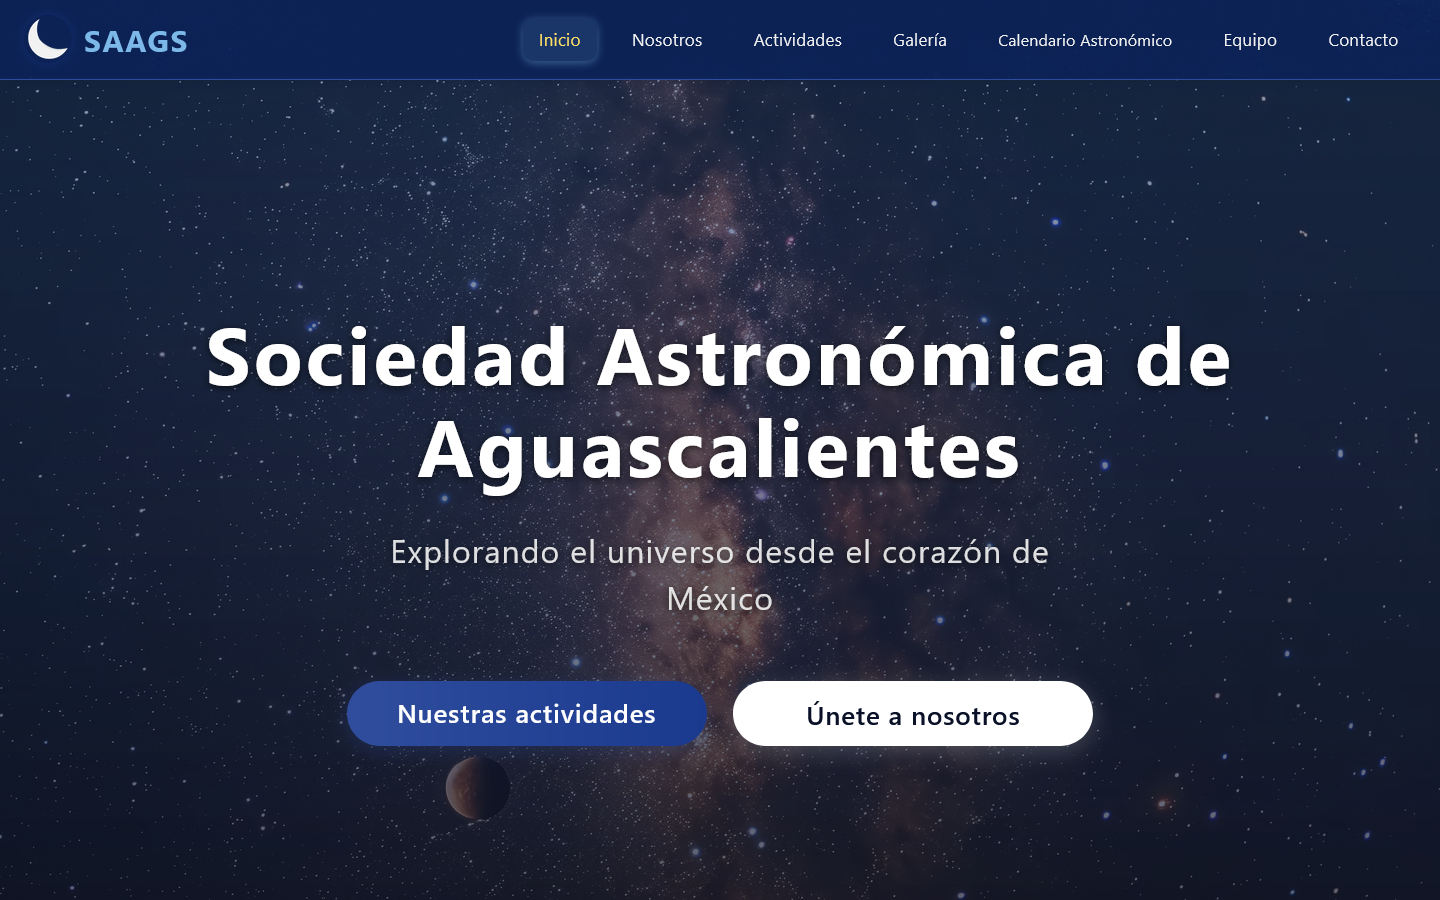 SAAGS
Inicio
Nosotros
Actividades
Galería
Calendario Astronómico
Equipo
Contacto
Sociedad Astronómica de
Aguascalientes
Explorando el universo desde el corazón de
México
Nuestras actividades
Únete a nosotros